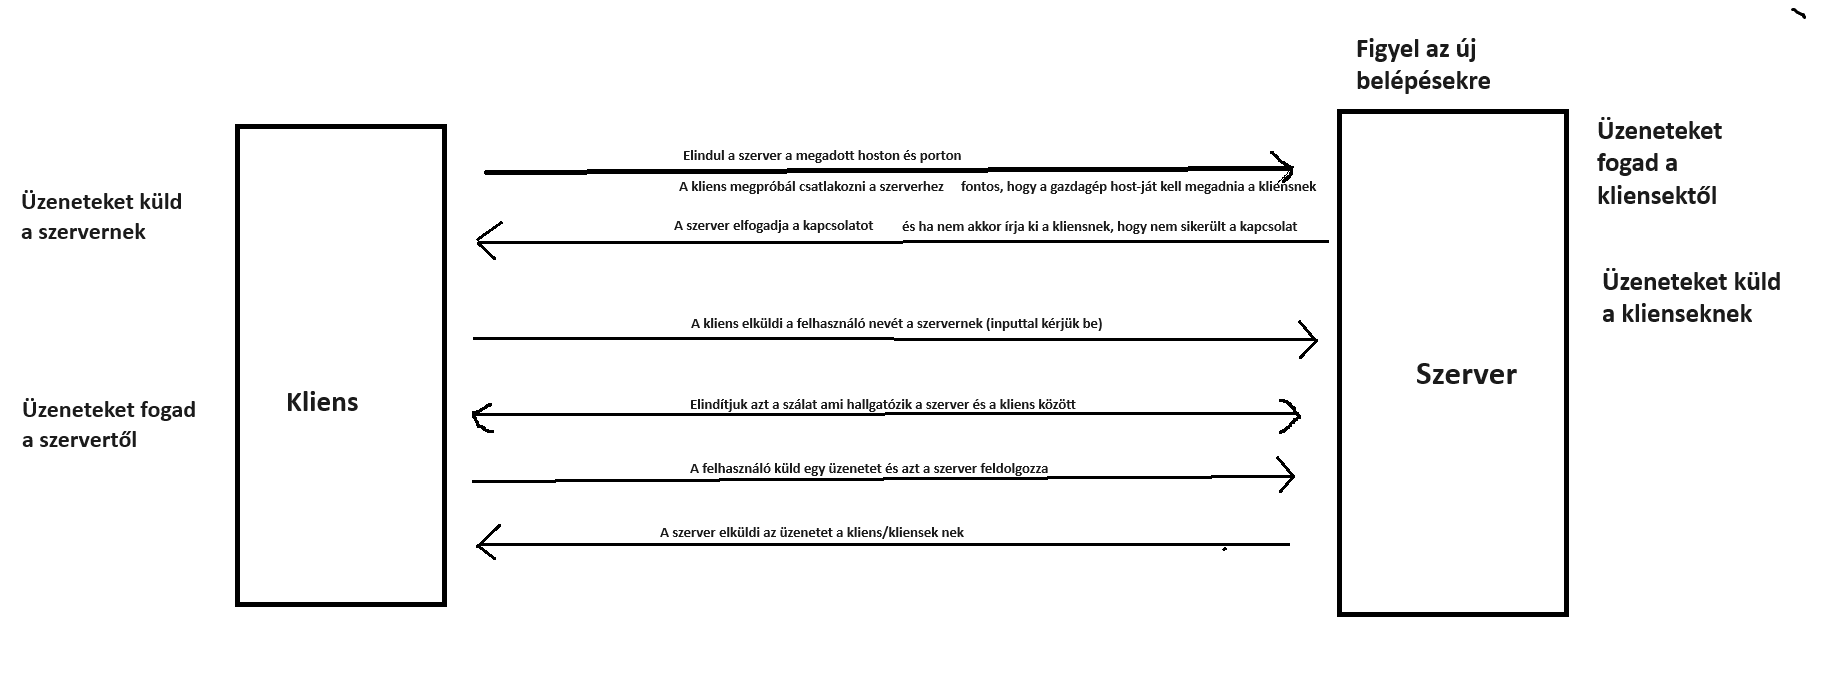 Figyel az új
belépésekre
Üzeneteket
fogad a
kliensektől
Elindul a szerver a megadott hoston és porton
A kliens megpróbál csatlakozni a szerverhez fontos, hogy a gazdagép host-ját kell megadnia a kliensnek
Üzeneteket küld
a szervernek
A szerver elfogadja a kapcsolatot és ha nem akkor írja ki a kliensnek, hogy nem sikerült a kapcsolat
Üzeneteket küld
a klienseknek
A kliens elküldi a felhasználó nevét a szervernek (inputtal kérjük be)
Szerver
Kliens
Üzeneteket fogad
a szervertől
Elindítjuk azt a szálat ami hallgatózik a szerver és a kliens között
A felhasználó küld egy üzenetet és azt a szerver feldolgozza
A szerver elküldi az üzenetet a kliens/kliensek nek